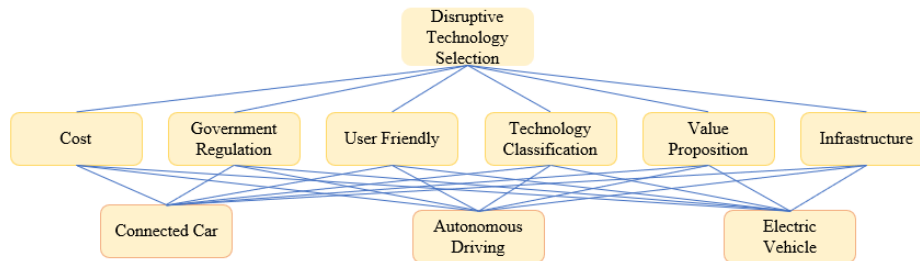 Disruptive
Technology
Selection
Cost
Government
Regulation
User Friendly
Technology
Classification
Value
Proposition
Infrastructure
Connected Car
Autonomous
Driving
Electric
Vehicle